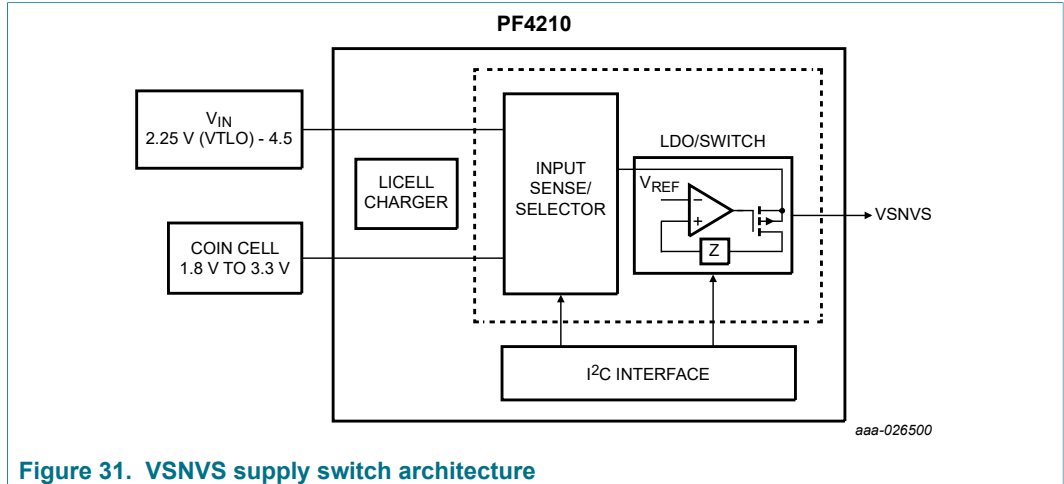 PF4210
VIN
2.25 V (VTLO) - 4.5
LICELL
CHARGER
COIN CELL
1.8 V TO 3.3 V
INPUT
SENSE/
SELECTOR
LDO/SWITCH
VREF
−
+
Z
VSNVS
I2C INTERFACE
aaa-026500
Figure 31. VSNVS supply switch architecture